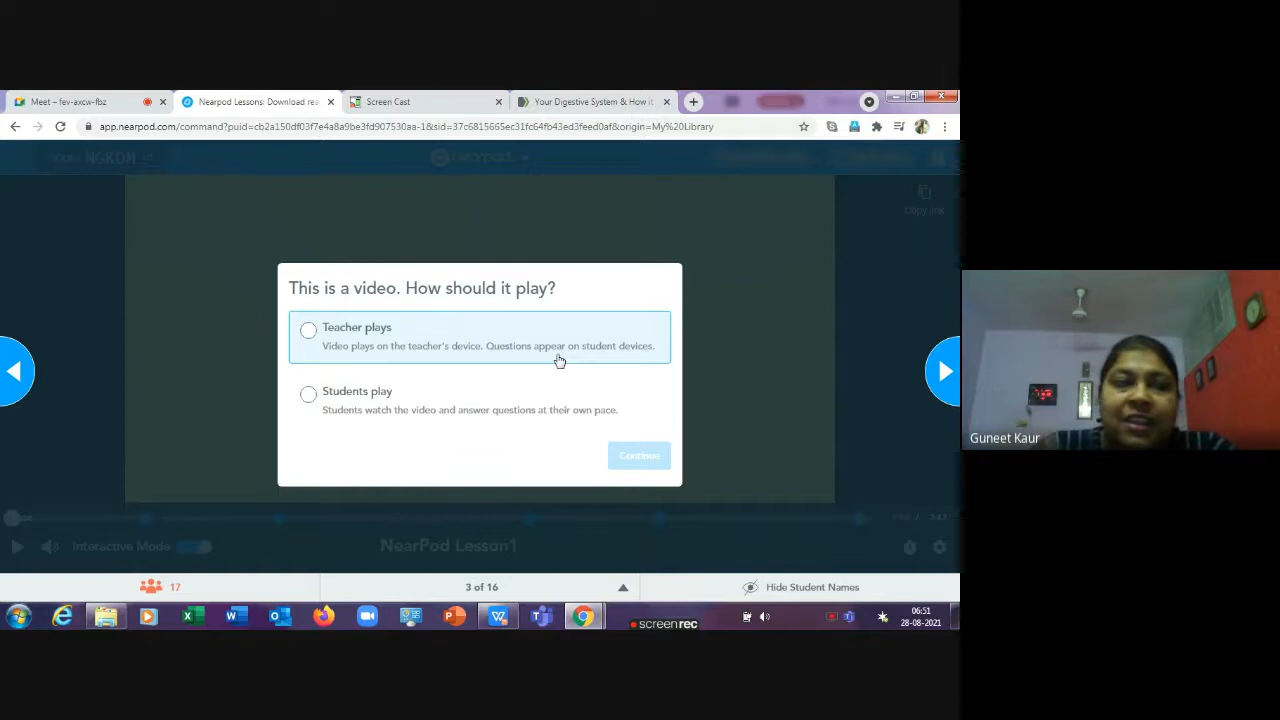 Meet – fev-axcw-fbz
Nearpod Lessons: Download rea
Screen Cast
Your Digestive System & How it
app.nearpod.com/command?puid=cb2a150df03f7e4a8a9be3fd907530aa-1&sid=37c6815665ec31fc64fb43ed3feed0af&origin=My%20Library
NGKDM
nearpod
Copy link
This is a video. How should it play?
Teacher plays
Video plays on the teacher's device. Questions appear on student devices.
Students play
Students watch the video and answer questions at their own pace.
Continue
Guneet Kaur
Interactive Mode
NearPod Lesson1
17
3 of 16
Hide Student Names
screenrec
06:51
28-08-2021